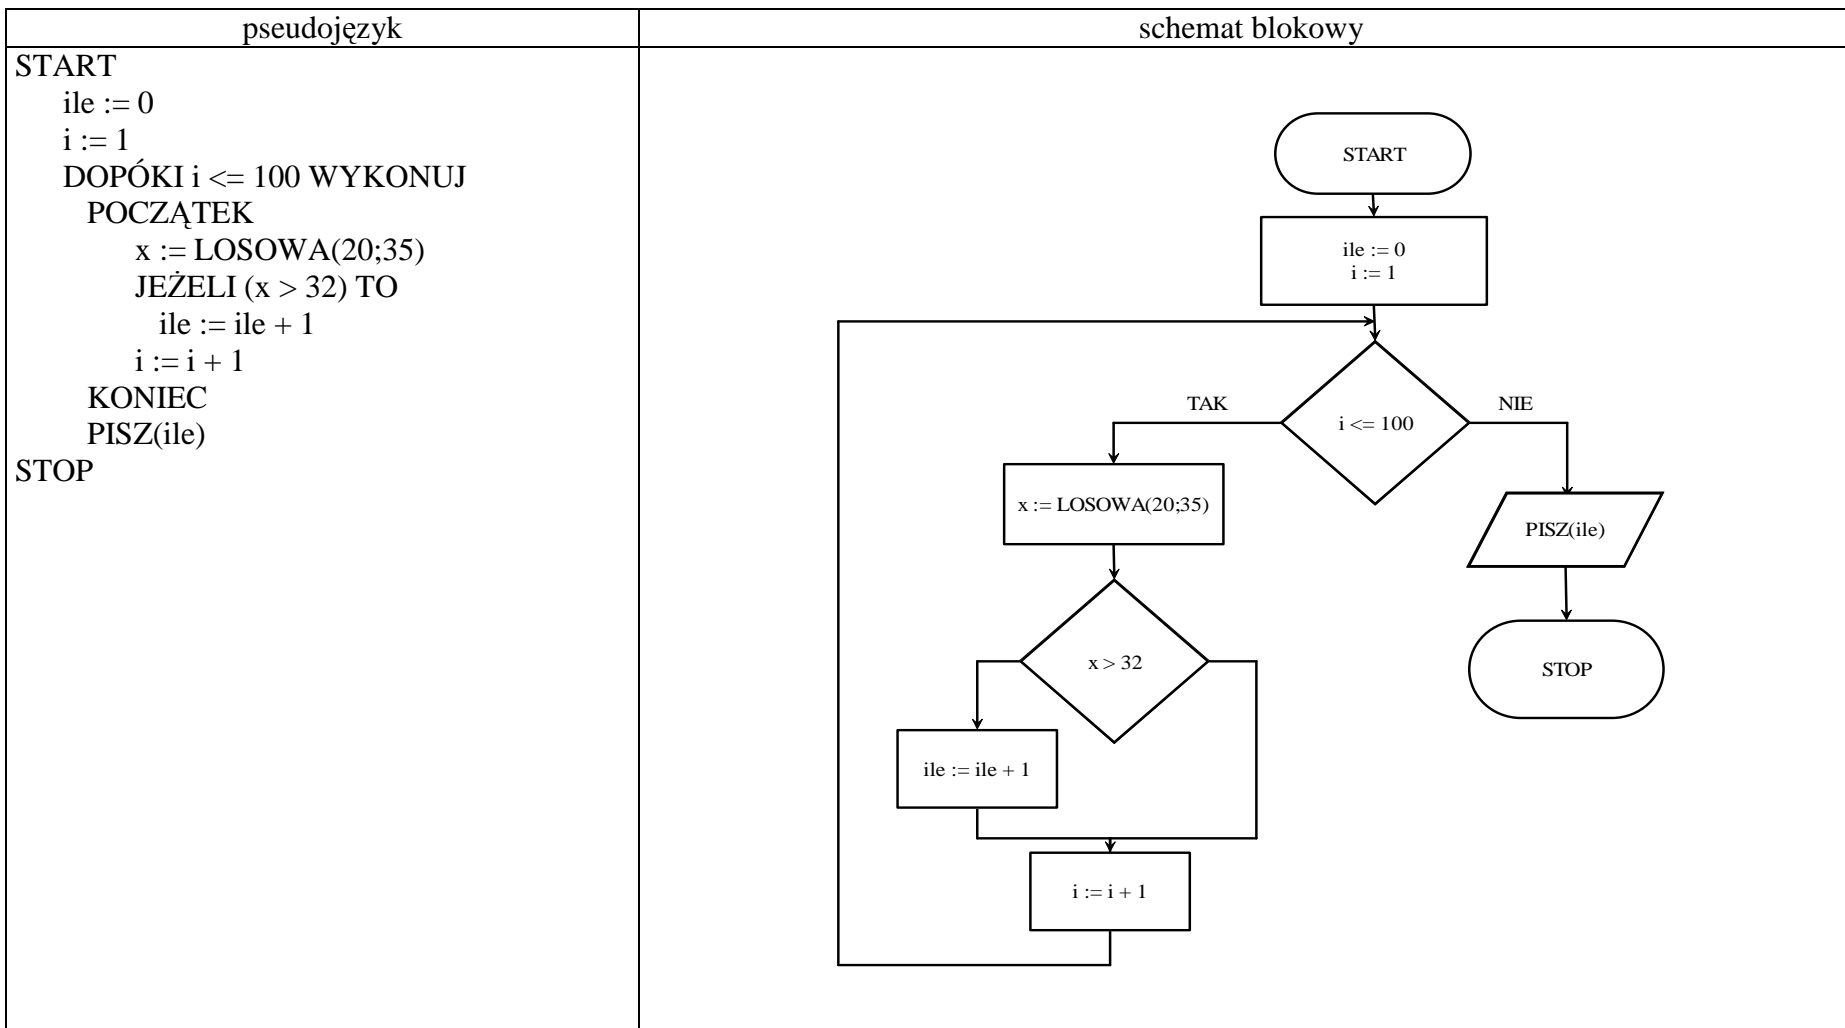 pseudojęzyk
schemat blokowy
START
ile := 0
i := 1
DOPÓKI i <= 100 WYKONUJ
POCZĄTEK
x := LOSOWA(20;35)
JEŻELI (x > 32) TO
ile := ile + 1
i := i + 1
KONIEC
PISZ(ile)
STOP
START
ile := 0
i := 1
i <= 100
TAK
NIE
x := LOSOWA(20;35)
PISZ(ile)
x > 32
STOP
ile := ile + 1
i := i + 1